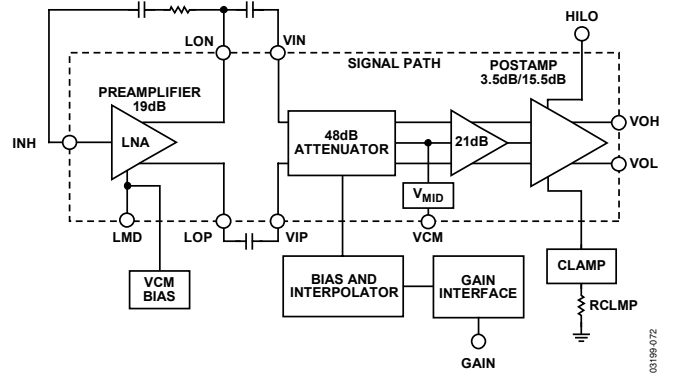 HILO
LON
VIN
SIGNAL PATH
POSTAMP
3.5dB/15.5dB
PREAMPLIFIER
19dB
INH
LNA
48dB
ATTENUATOR
21dB
VOH
VOL
VMID
LMD
LOP
VIP
VCM
VCM
BIAS
BIAS AND
INTERPOLATOR
GAIN
INTERFACE
CLAMP
RCLMP
GAIN
03199-072